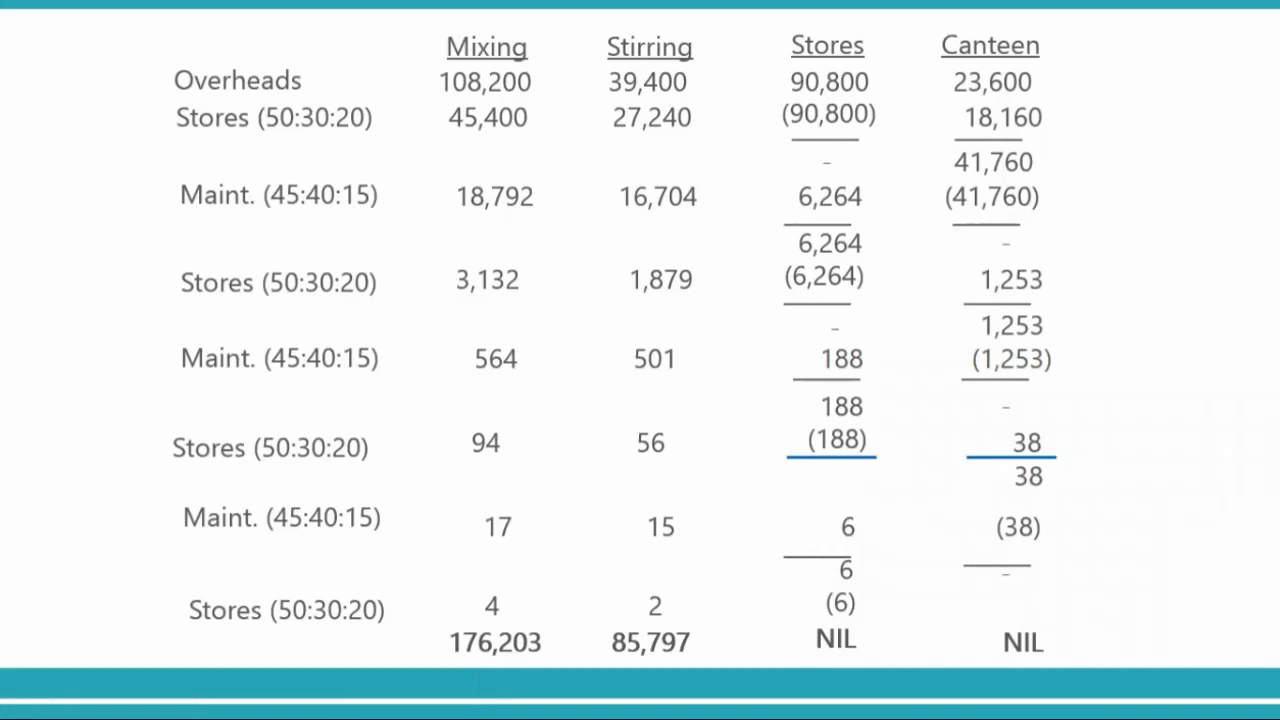 Mixing Stirring Stores Canteen
Overheads 108,200 39,400 90,800 23,600
Stores (50:30:20) 45,400 27,240 (90,800) 18,160
- 41,760
Maint. (45:40:15) 18,792 16,704 6,264 (41,760)
6,264 -
Stores (50:30:20) 3,132 1,879 (6,264) 1,253
- 1,253
Maint. (45:40:15) 564 501 188 (1,253)
188 -
Stores (50:30:20) 94 56 (188) 38
38
Maint. (45:40:15) 17 15 6 (38)
6 -
Stores (50:30:20) 4 2 (6)
176,203 85,797 NIL NIL